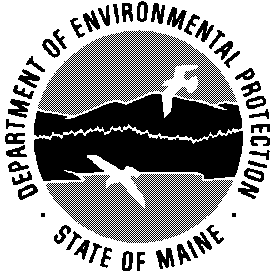 DEPARTMENT OF ENVIRONMENTAL PROTECTION
· STATE OF MAINE ·